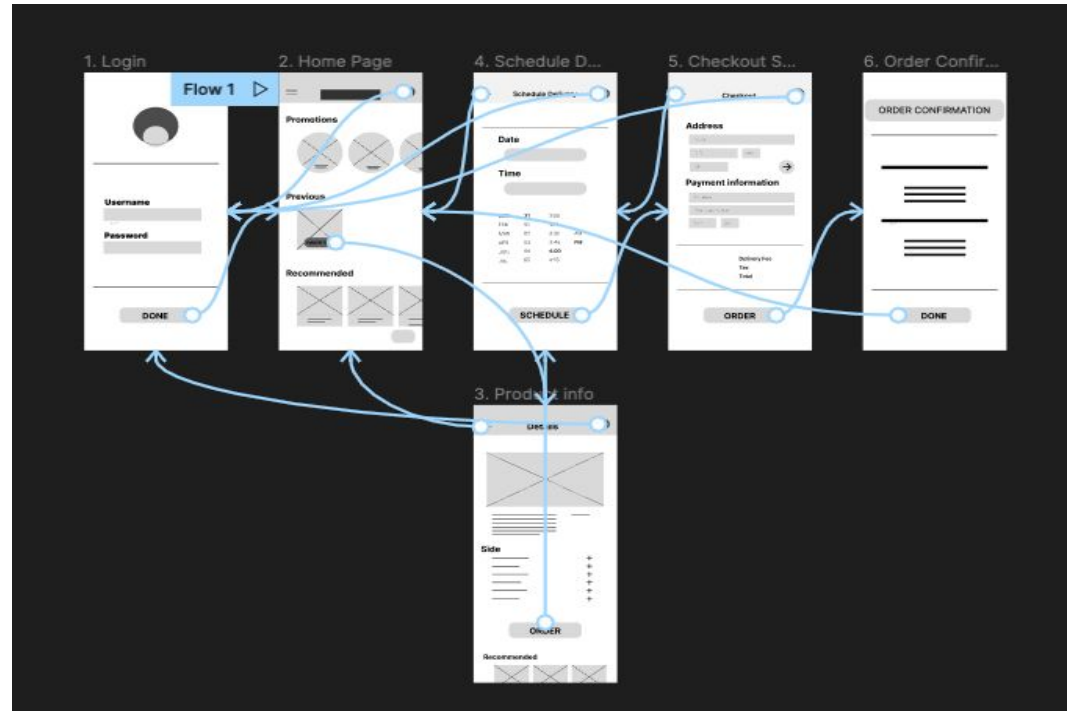 1. Login
Flow 1
Username
Password
DONE
2. Home Page
Promotions
Previous
Recommended
4. Schedule D...
Schedule Delivery
Date
Time
SCHEDULE
5. Checkout S...
Checkout
Address
Payment information
Delivery Fee
Tax
Total
ORDER
6. Order Confir...
ORDER CONFIRMATION
DONE
3. Product info
Details
Side
ORDER
Recommended